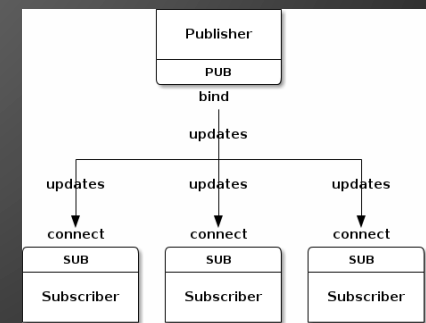 Publisher
PUB
bind
updates
updates updates updates
connect connect connect
SUB SUB SUB
Subscriber Subscriber Subscriber